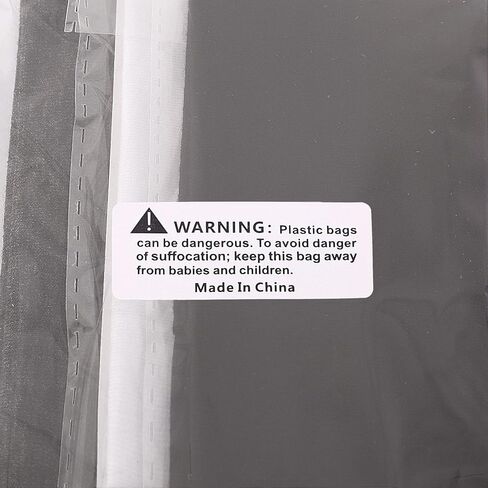 WARNING: Plastic bags
can be dangerous. To avoid danger
of suffocation; keep this bag away
from babies and children.
Made In China